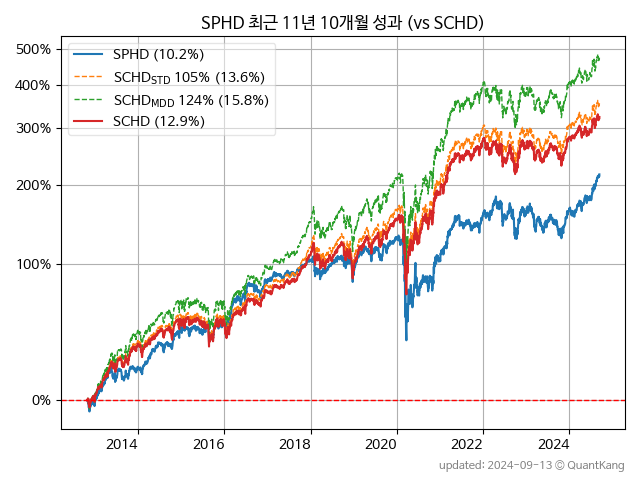 SPHD 최근 11년 10개월 성과 (vs SCHD)
500%
400%
300%
200%
100%
0%
SPHD (10.2%)
SCHD_STD 105% (13.6%)
SCHD_MDD 124% (15.8%)
SCHD (12.9%)
2014 2016 2018 2020 2022 2024
updated: 2024-09-13 © QuantKang